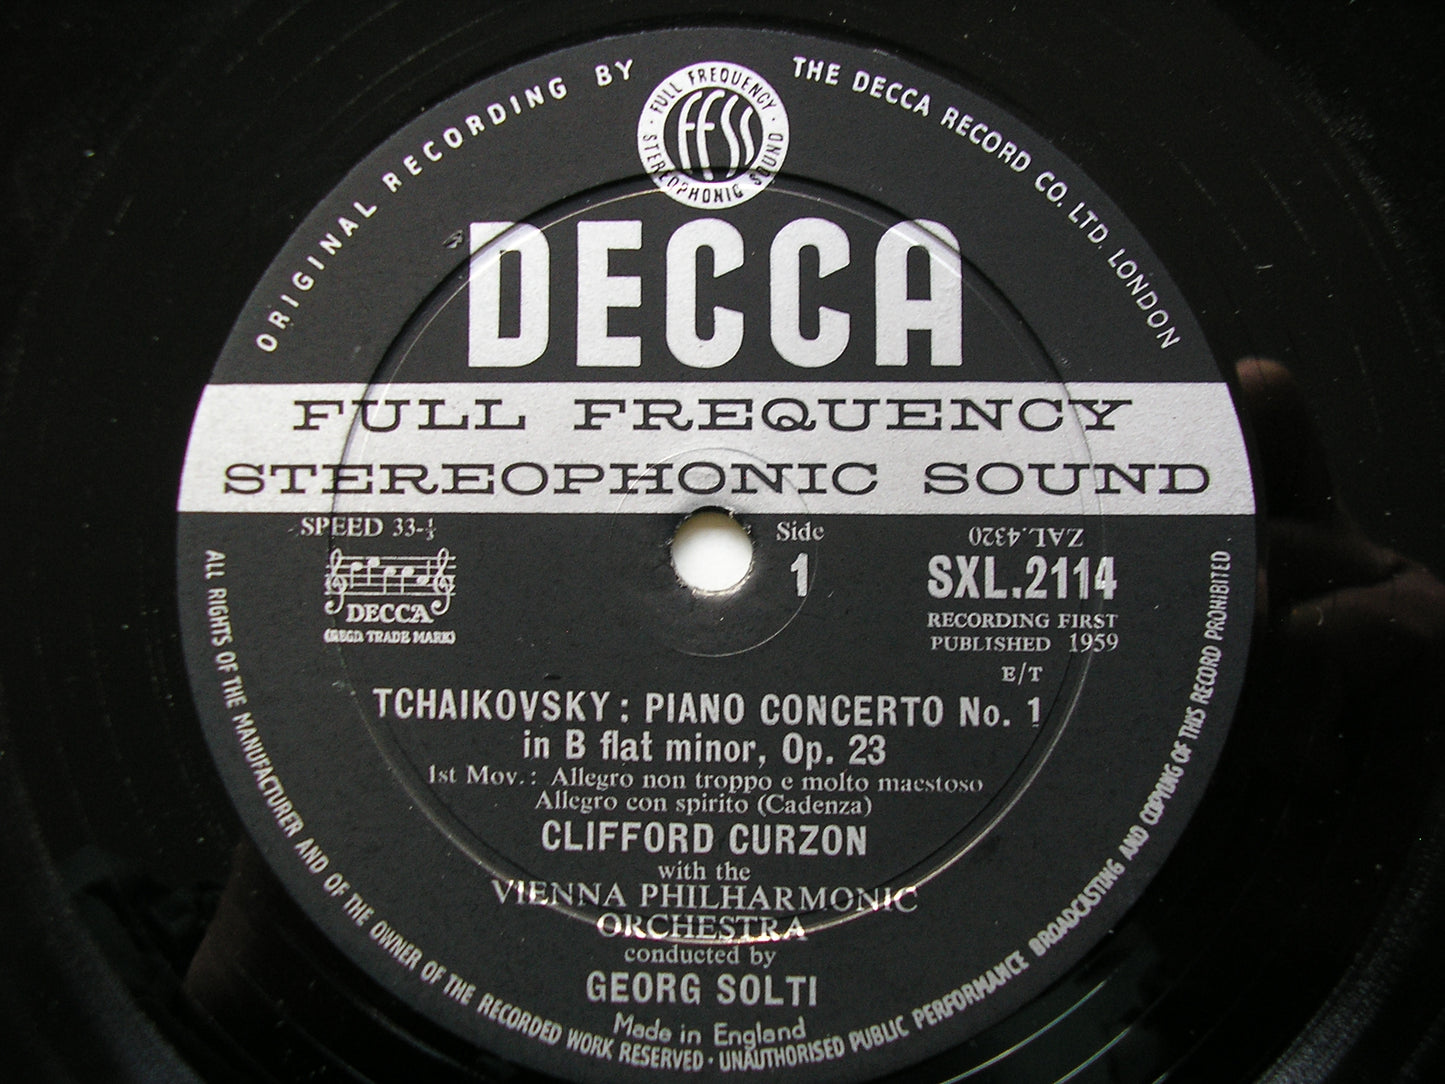 ORIGINAL RECORDING BY
THE DECCA RECORD CO. LTD. LONDON
FULL FREQUENCY
FFSS
STEREOPHONIC SOUND
DECCA
FULL FREQUENCY
STEREOPHONIC SOUND
SPEED 33-⅓
DECCA
(REGD TRADE MARK)
Side
1
ZAL.4320
SXL.2114
RECORDING FIRST
PUBLISHED 1959
E/T
TCHAIKOVSKY: PIANO CONCERTO No. 1
in B flat minor, Op. 23
1st Mov.: Allegro non troppo e molto maestoso
Allegro con spirito (Cadenza)
CLIFFORD CURZON
with the
VIENNA PHILHARMONIC
ORCHESTRA
conducted by
GEORG SOLTI
Made in England
ALL RIGHTS OF THE MANUFACTURER AND OF THE OWNER OF THE RECORDED WORK RESERVED · UNAUTHORISED PUBLIC PERFORMANCE BROADCASTING AND COPYING OF THIS RECORD PROHIBITED